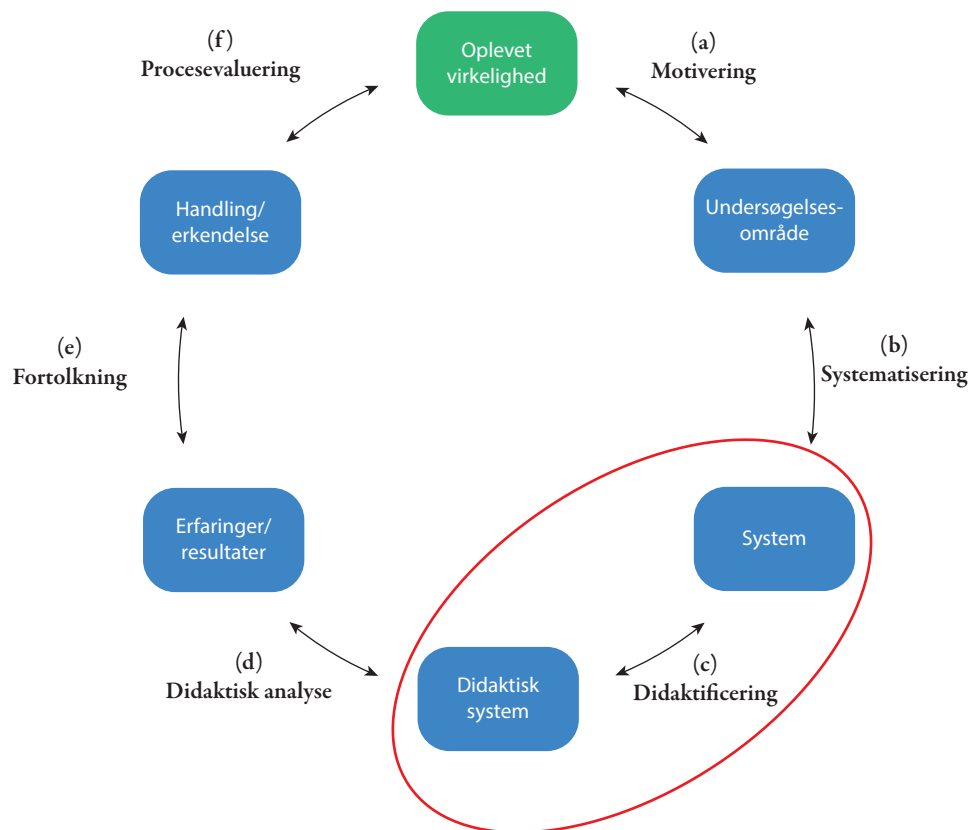 (f)
Procesevaluering
Oplevet
virkelighed
(a)
Motivering
Handling/
erkendelse
Undersøgelses-
område
(e)
Fortolkning
(b)
Systematisering
Erfaringer/
resultater
System
(d)
Didaktisk analyse
Didaktisk
system
(c)
Didaktificering